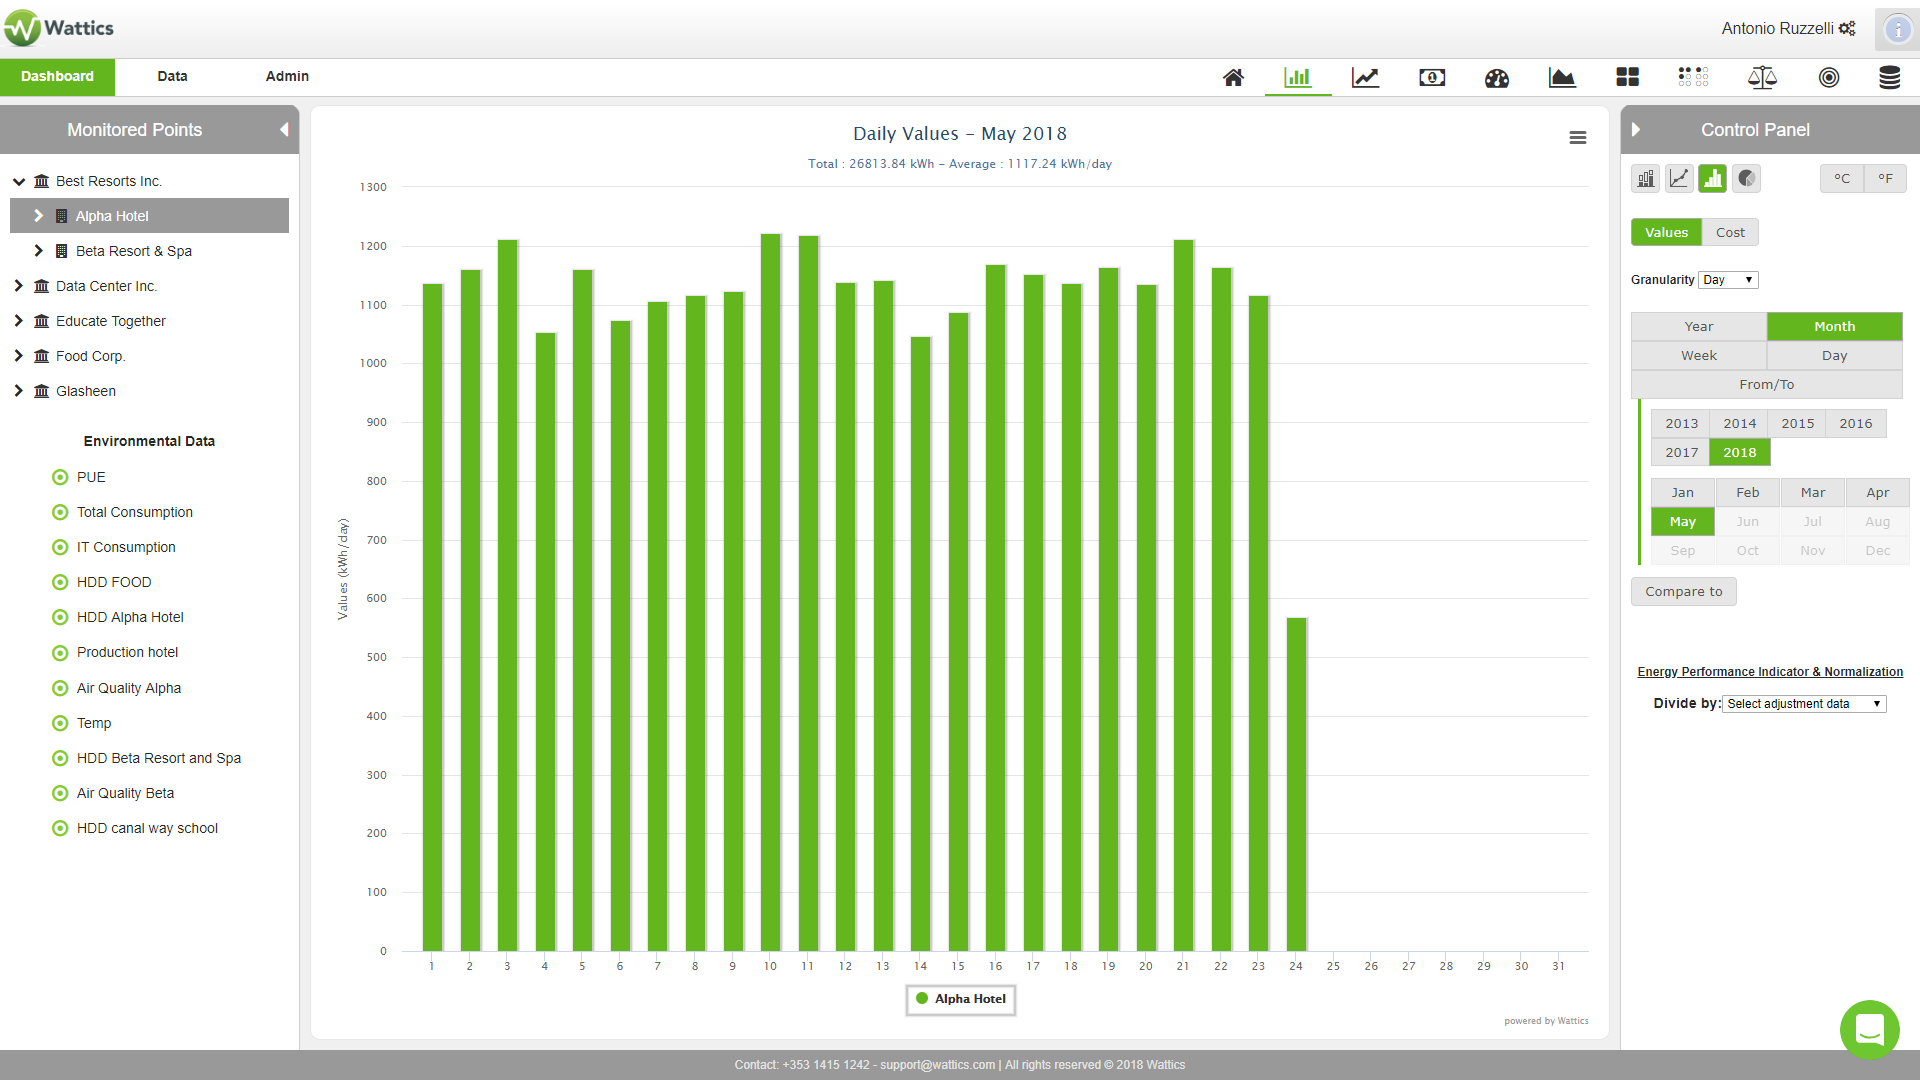 Wattics
Antonio Ruzzelli
Dashboard Data Admin
Monitored Points
Best Resorts Inc.
Alpha Hotel
Beta Resort & Spa
Data Center Inc.
Educate Together
Food Corp.
Glasheen
Environmental Data
PUE
Total Consumption
IT Consumption
HDD FOOD
HDD Alpha Hotel
Production hotel
Air Quality Alpha
Temp
HDD Beta Resort and Spa
Air Quality Beta
HDD canal way school
Daily Values - May 2018
Total : 26813.84 kWh - Average : 1117.24 kWh/day
Values (kWh/day)
1300
1200
1100
1000
900
800
700
600
500
400
300
200
100
0
1 2 3 4 5 6 7 8 9 10 11 12 13 14 15 16 17 18 19 20 21 22 23 24 25 26 27 28 29 30 31
Alpha Hotel
powered by Wattics
Control Panel
°C °F
Values Cost
Granularity Day
Year Month
Week Day
From/To
2013 2014 2015 2016
2017 2018
Jan Feb Mar Apr
May Jun Jul Aug
Sep Oct Nov Dec
Compare to
Energy Performance Indicator & Normalization
Divide by: Select adjustment data
Contact: +353 1415 1242 - support@wattics.com | All rights reserved © 2018 Wattics